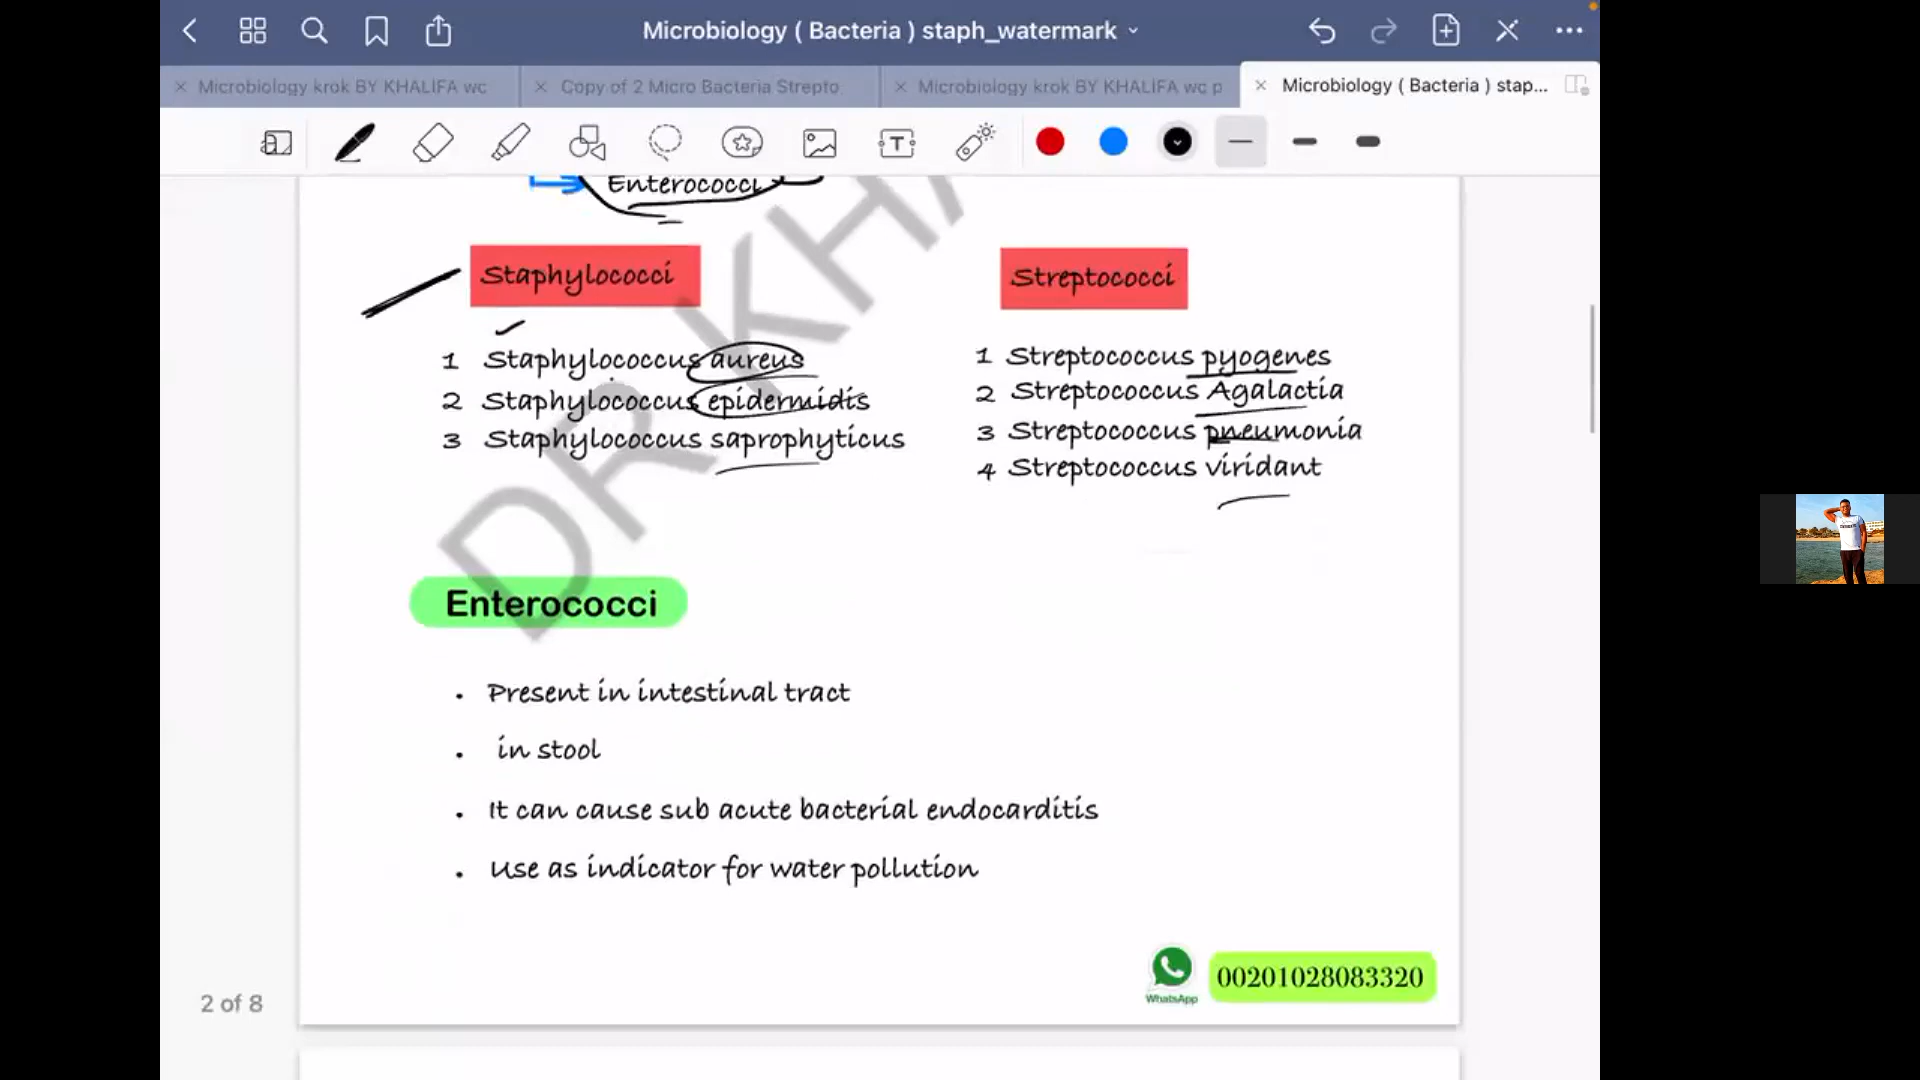 Microbiology ( Bacteria ) staph_watermark
Microbiology krok BY KHALIFA wc
Copy of 2 Micro Bacteria Strepto
Microbiology krok BY KHALIFA wc p
Microbiology ( Bacteria ) stap...
Enterococci
Staphylococci
1 Staphylococcus aureus
2 Staphylococcus epidermidis
3 Staphylococcus saprophyticus
Streptococci
1 Streptococcus pyogenes
2 Streptococcus Agalactia
3 Streptococcus pneumonia
4 Streptococcus viridant
DR KHA
Enterococci
. Present in intestinal tract
. in stool
. It can cause sub acute bacterial endocarditis
. Use as indicator for water pollution
WhatsApp
00201028083320
2 of 8